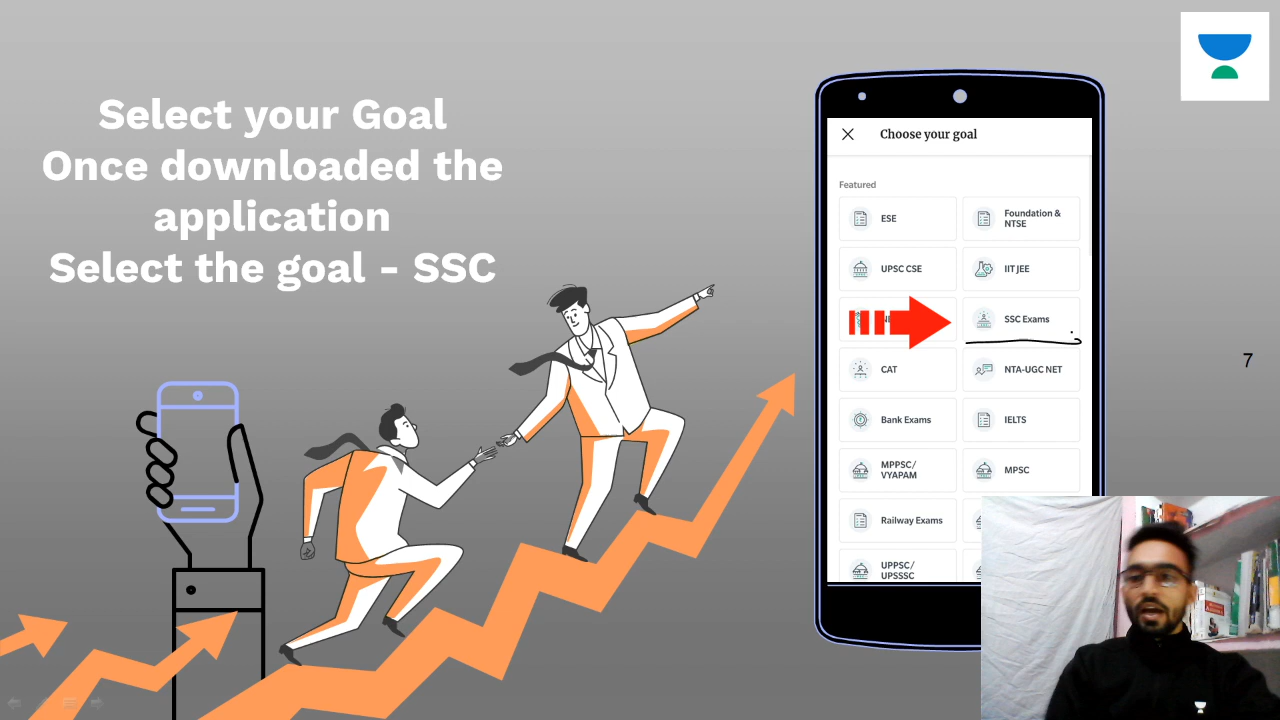 Select your Goal
Once downloaded the
application
Select the goal - SSC
Choose your goal
Featured
ESE
Foundation &
NTSE
UPSC CSE
IIT JEE
SSC Exams
CAT
NTA-UGC NET
Bank Exams
IELTS
MPPSC/
VYAPAM
MPSC
Railway Exams
UPPSC/
UPSSSC
7